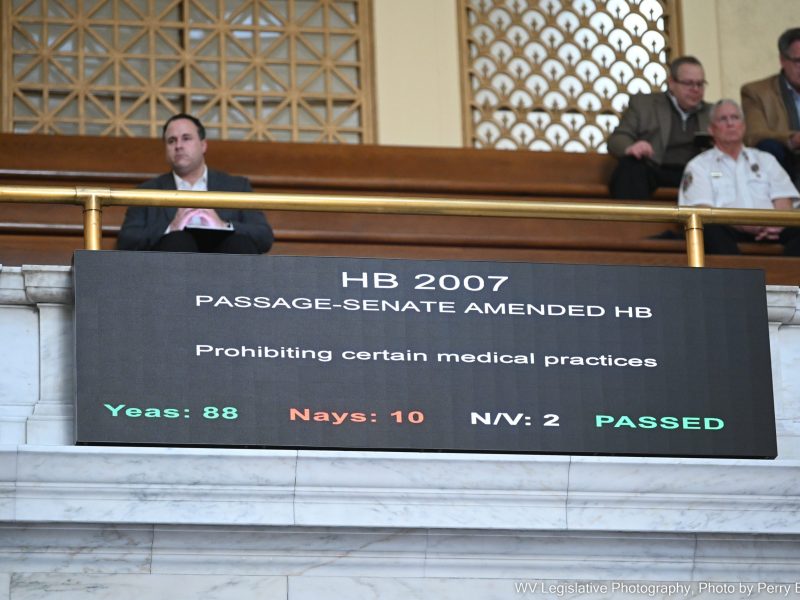 HB 2007
PASSAGE-SENATE AMENDED HB
Prohibiting certain medical practices
Yeas: 88 Nays: 10 N/V: 2 PASSED
WV Legislative Photography, Photo by Perry